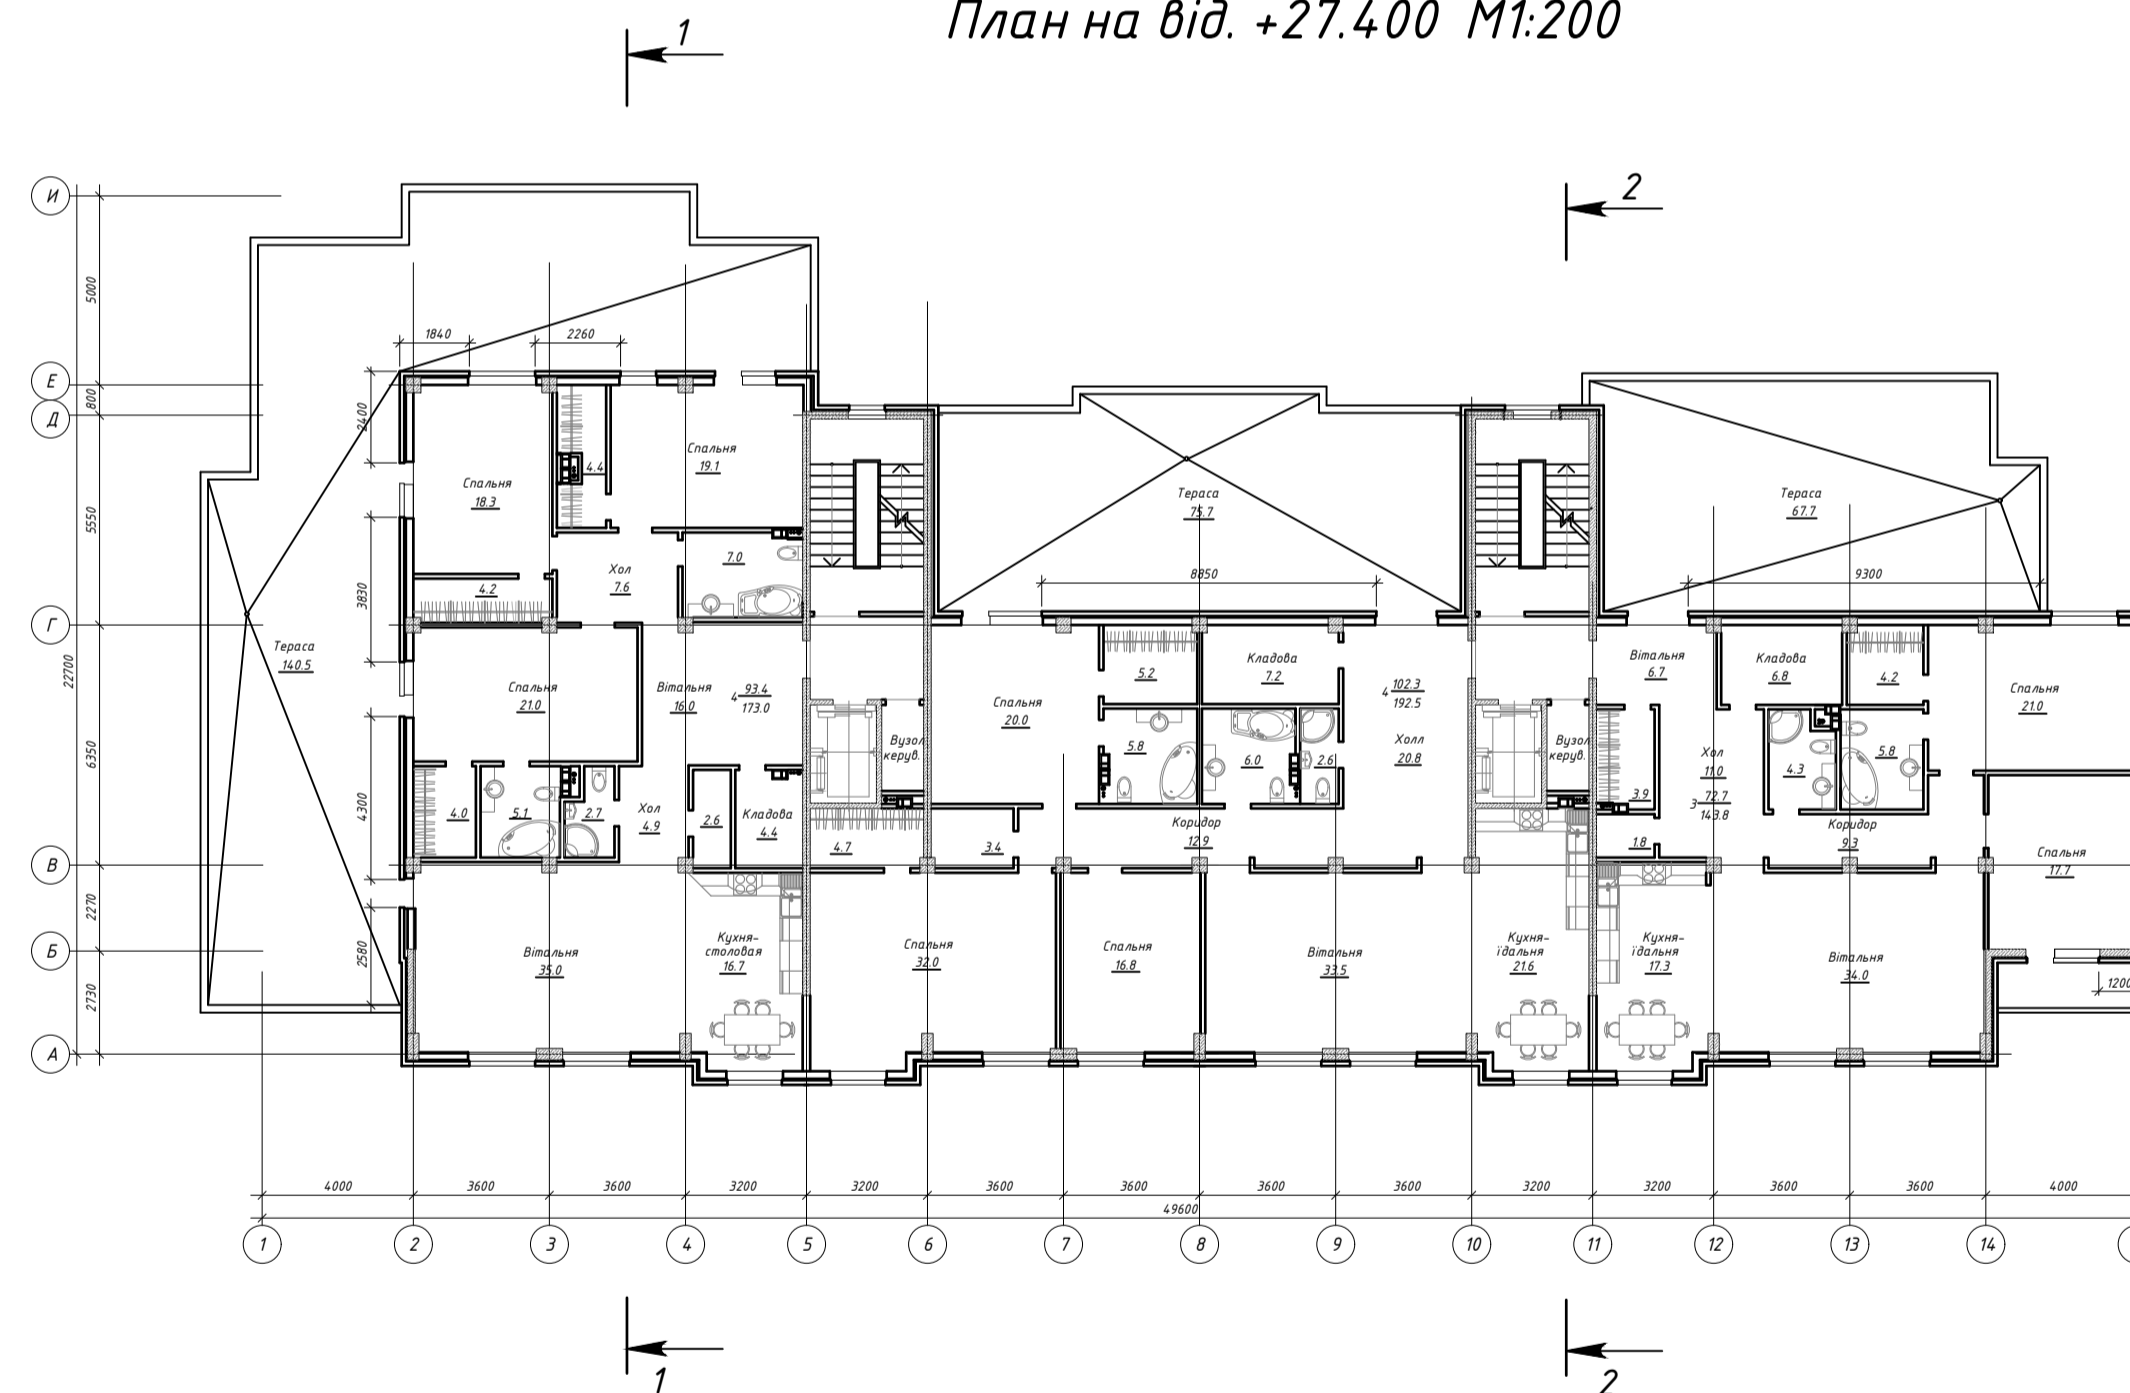 План на від. +27.400 М1:200
1
2
И
Е
Д
Г
В
Б
А
5000
800
5550
6350
2270
2730
22700
1840
2260
2400
3830
4300
2580
Тераса
140.5
Спальня
18.3
4.4
Спальня
19.1
4.2
Хол
7.6
7.0
Спальня
21.0
Вітальня
16.0
4 93.4
173.0
4.0
5.1
2.7
Хол
4.9
2.6
Кладова
4.4
Вітальня
35.0
Кухня-
столовая
16.7
Вузол
керув.
4.7
3.4
Спальня
32.0
Тераса
75.7
8850
Спальня
20.0
5.2
Кладова
7.2
5.8
6.0
2.6
4 102.3
192.5
Холл
20.8
Коридор
12.9
Спальня
16.8
Вітальня
33.5
Кухня-
їдальня
21.6
Вузол
керув.
Тераса
67.7
9300
Вітальня
6.7
Кладова
6.8
4.2
Спальня
21.0
Хол
11.0
3 72.7
143.8
3.9
1.8
4.3
5.8
Коридор
9.3
Спальня
17.7
Кухня-
їдальня
17.3
Вітальня
34.0
1200
4000 3600 3600 3200 3200 3600 3600 3600 3600 3200 3200 3600 3600 4000
49600
1 2 3 4 5 6 7 8 9 10 11 12 13 14
1
2